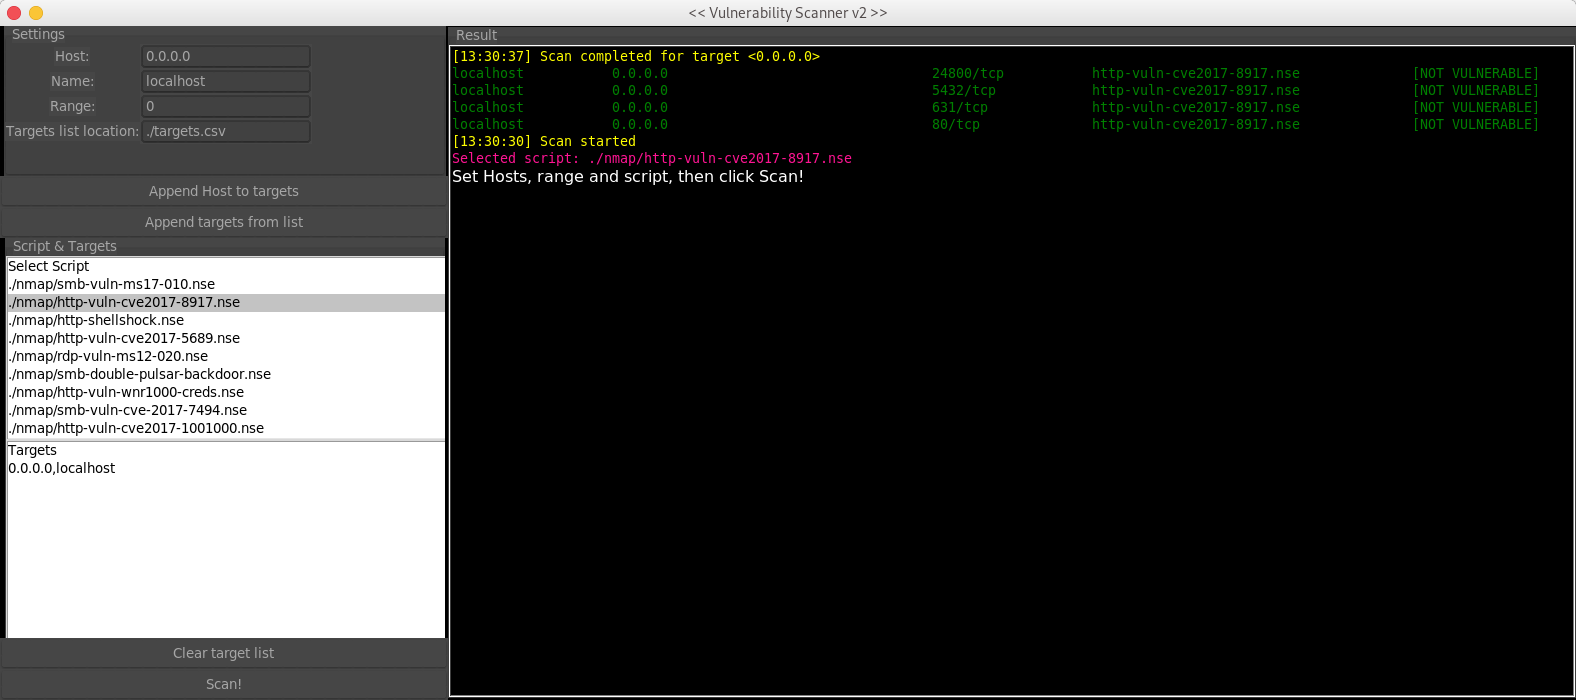 << Vulnerability Scanner v2 >>
Settings
Host: 0.0.0.0
Name: localhost
Range: 0
Targets list location: ./targets.csv
Append Host to targets
Append targets from list
Script & Targets
Select Script
./nmap/smb-vuln-ms17-010.nse
./nmap/http-vuln-cve2017-8917.nse
./nmap/http-shellshock.nse
./nmap/http-vuln-cve2017-5689.nse
./nmap/rdp-vuln-ms12-020.nse
./nmap/smb-double-pulsar-backdoor.nse
./nmap/http-vuln-wnr1000-creds.nse
./nmap/smb-vuln-cve-2017-7494.nse
./nmap/http-vuln-cve2017-1001000.nse
Targets
0.0.0.0,localhost
Clear target list
Scan!
Result
[13:30:37] Scan completed for target <0.0.0.0>
localhost 0.0.0.0 24800/tcp http-vuln-cve2017-8917.nse [NOT VULNERABLE]
localhost 0.0.0.0 5432/tcp http-vuln-cve2017-8917.nse [NOT VULNERABLE]
localhost 0.0.0.0 631/tcp http-vuln-cve2017-8917.nse [NOT VULNERABLE]
localhost 0.0.0.0 80/tcp http-vuln-cve2017-8917.nse [NOT VULNERABLE]
[13:30:30] Scan started
Selected script: ./nmap/http-vuln-cve2017-8917.nse
Set Hosts, range and script, then click Scan!